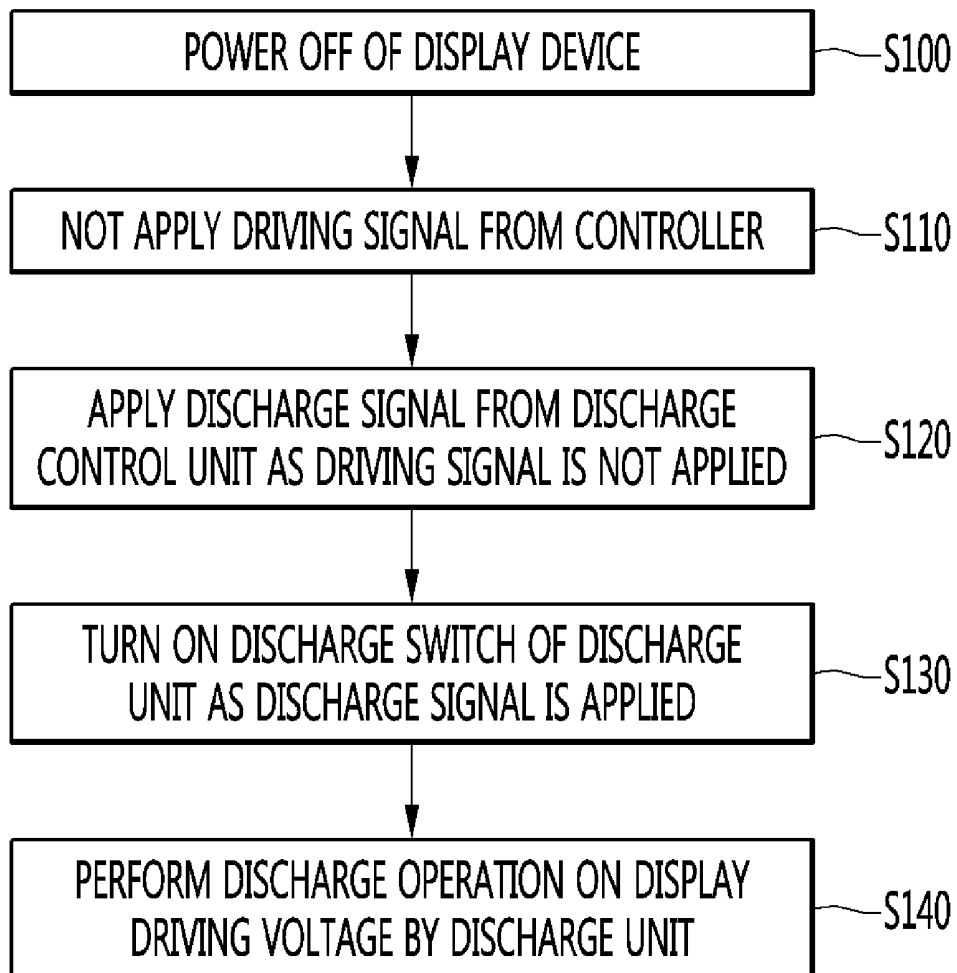 POWER OFF OF DISPLAY DEVICE
S100
NOT APPLY DRIVING SIGNAL FROM CONTROLLER
S110
APPLY DISCHARGE SIGNAL FROM DISCHARGE
CONTROL UNIT AS DRIVING SIGNAL IS NOT APPLIED
S120
TURN ON DISCHARGE SWITCH OF DISCHARGE
UNIT AS DISCHARGE SIGNAL IS APPLIED
S130
PERFORM DISCHARGE OPERATION ON DISPLAY
DRIVING VOLTAGE BY DISCHARGE UNIT
S140